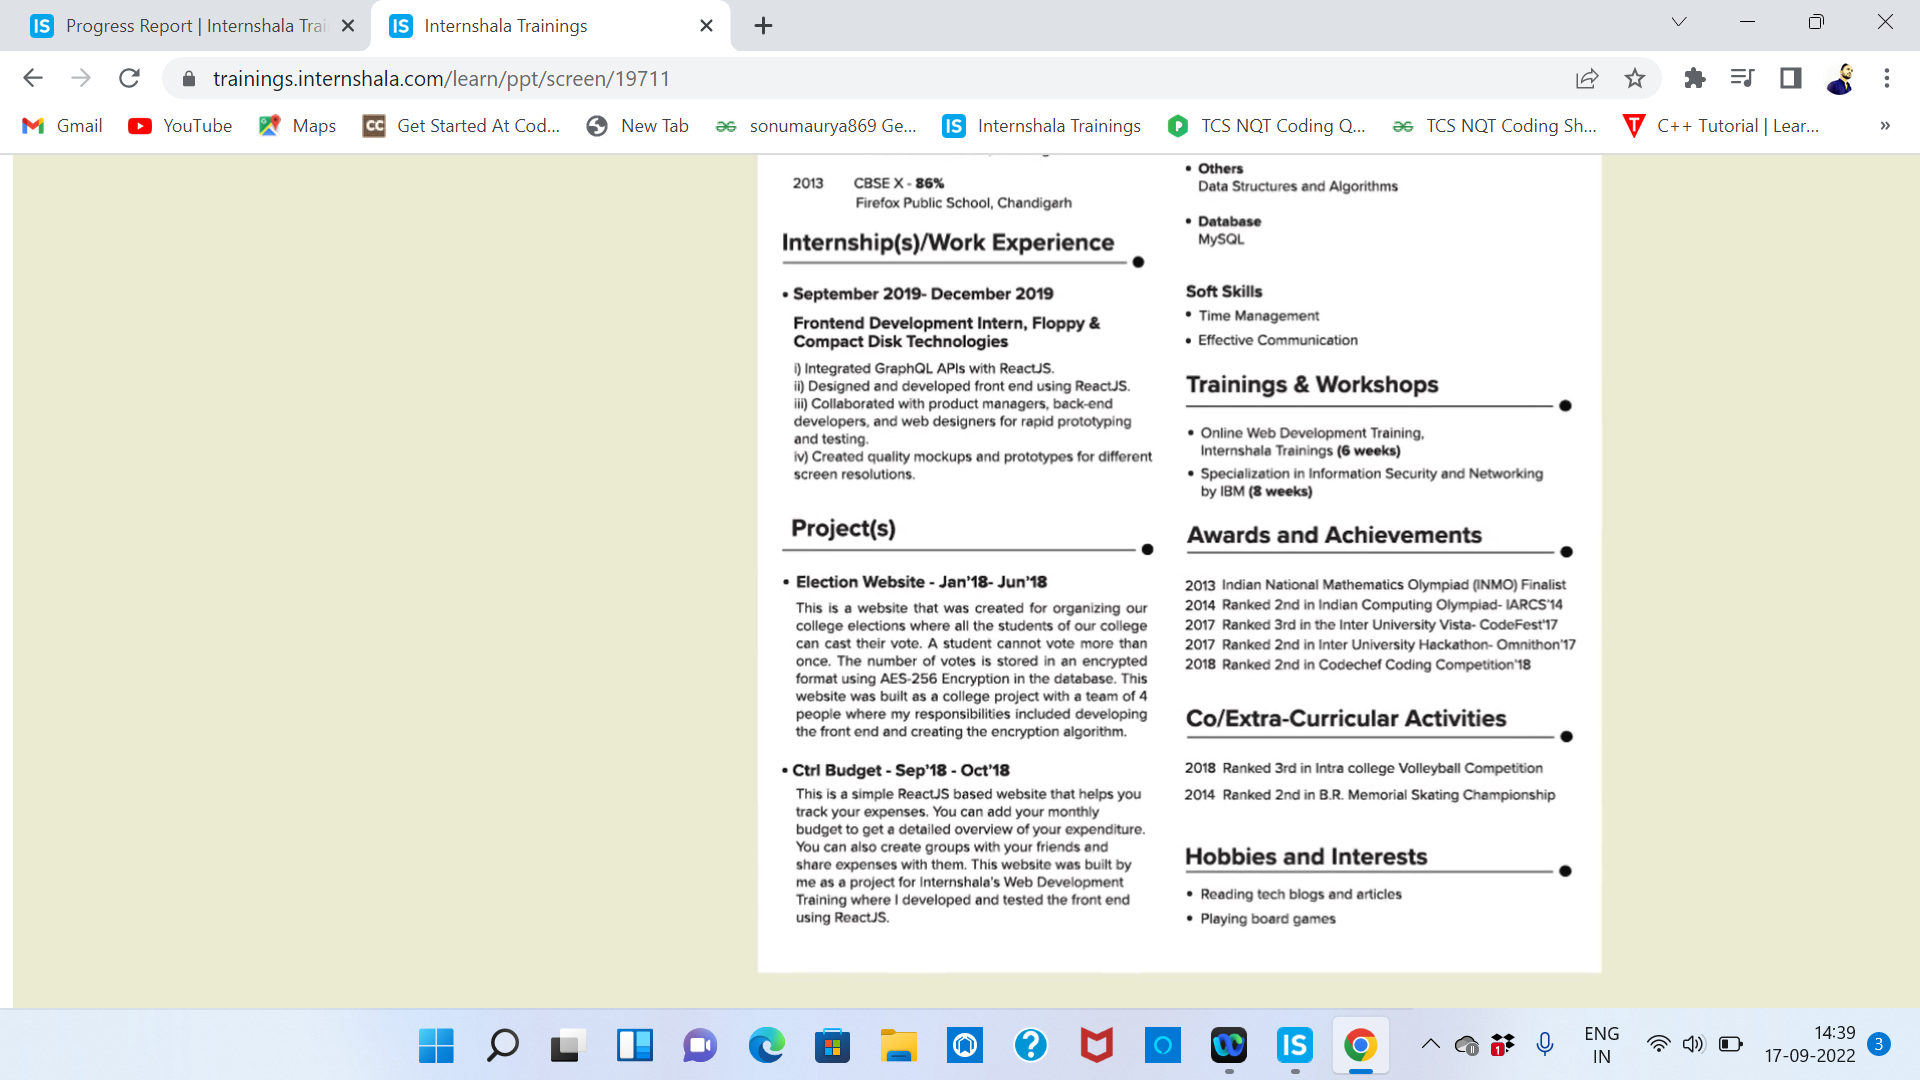 Progress Report | Internshala Trai
Internshala Trainings
trainings.internshala.com/learn/ppt/screen/19711
Gmail
YouTube
Maps
CC
Get Started At Cod...
New Tab
sonumaurya869 Ge...
IS
Internshala Trainings
TCS NQT Coding Q...
TCS NQT Coding Sh...
C++ Tutorial | Lear...
»
2013 CBSE X - 86%
Firefox Public School, Chandigarh
Internship(s)/Work Experience
• September 2019- December 2019
Frontend Development Intern, Floppy &
Compact Disk Technologies
i) Integrated GraphQL APIs with ReactJS.
ii) Designed and developed front end using ReactJS.
iii) Collaborated with product managers, back-end
developers, and web designers for rapid prototyping
and testing.
iv) Created quality mockups and prototypes for different
screen resolutions.
Project(s)
• Election Website - Jan'18- Jun'18
This is a website that was created for organizing our
college elections where all the students of our college
can cast their vote. A student cannot vote more than
once. The number of votes is stored in an encrypted
format using AES-256 Encryption in the database. This
website was built as a college project with a team of 4
people where my responsibilities included developing
the front end and creating the encryption algorithm.
• Ctrl Budget - Sep'18 - Oct'18
This is a simple ReactJS based website that helps you
track your expenses. You can add your monthly
budget to get a detailed overview of your expenditure.
You can also create groups with your friends and
share expenses with them. This website was built by
me as a project for Internshala's Web Development
Training where I developed and tested the front end
using ReactJS.
• Others
Data Structures and Algorithms
• Database
MySQL
Soft Skills
• Time Management
• Effective Communication
Trainings & Workshops
• Online Web Development Training,
Internshala Trainings (6 weeks)
• Specialization in Information Security and Networking
by IBM (8 weeks)
Awards and Achievements
2013 Indian National Mathematics Olympiad (INMO) Finalist
2014 Ranked 2nd in Indian Computing Olympiad- IARCS'14
2017 Ranked 3rd in the Inter University Vista- CodeFest'17
2017 Ranked 2nd in Inter University Hackathon- Omnithon'17
2018 Ranked 2nd in Codechef Coding Competition'18
Co/Extra-Curricular Activities
2018 Ranked 3rd in Intra college Volleyball Competition
2014 Ranked 2nd in B.R. Memorial Skating Championship
Hobbies and Interests
• Reading tech blogs and articles
• Playing board games
IS
1
ENG
IN
14:39
17-09-2022
3